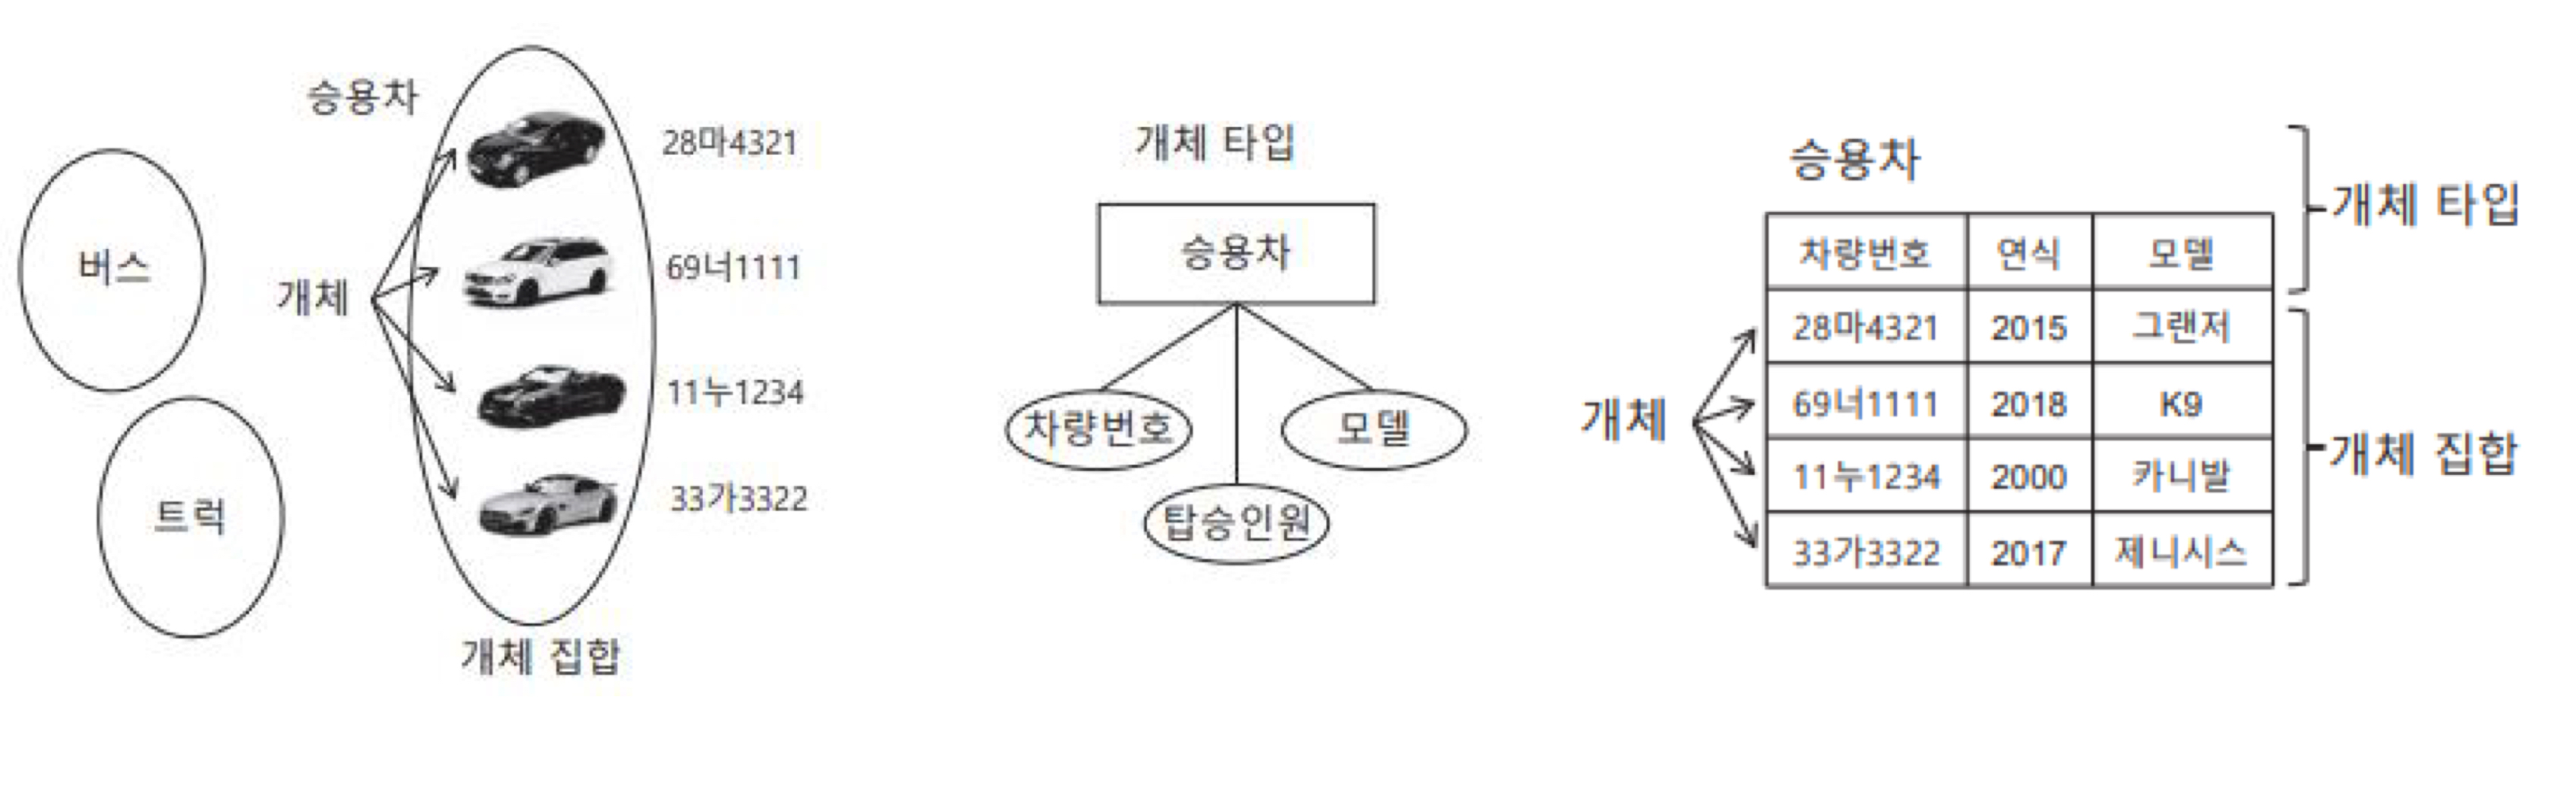 승용차
28마4321
69너1111
11누1234
33가3322
버스
개체
트럭
개체 집합
개체 타입
승용차
차량번호
모델
탑승인원
승용차
차량번호 연식 모델
28마4321 2015 그랜저
69너1111 2018 K9
11누1234 2000 카니발
33가3322 2017 제니시스
개체
개체 타입
개체 집합